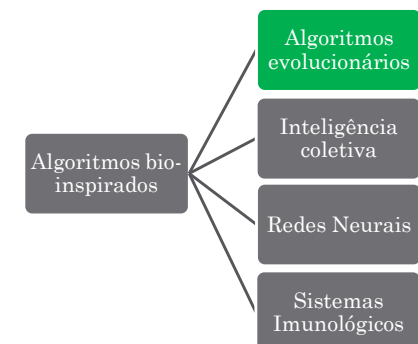 Algoritmos
evolucionários
Inteligência
coletiva
Algoritmos bio-
inspirados
Redes Neurais
Sistemas
Imunológicos